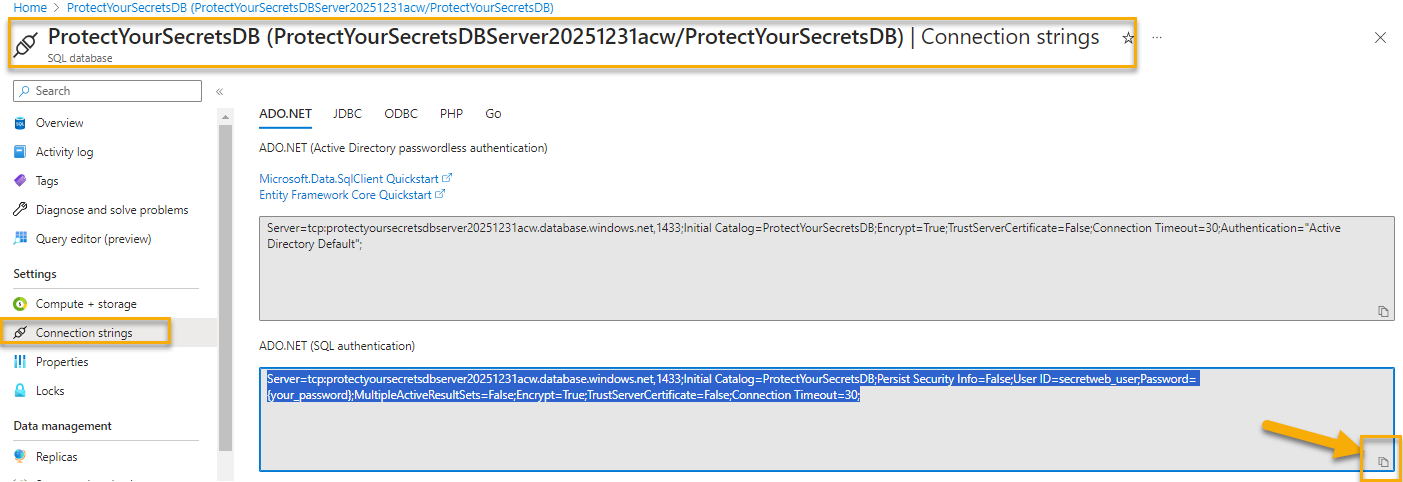 Home > ProtectYourSecretsDB (ProtectYourSecretsDBServer20251231acw/ProtectYourSecretsDB)
ProtectYourSecretsDB (ProtectYourSecretsDBServer20251231acw/ProtectYourSecretsDB) | Connection strings
SQL database
Search
Overview
Activity log
Tags
Diagnose and solve problems
Query editor (preview)
Settings
Compute + storage
Connection strings
Properties
Locks
Data management
Replicas
ADO.NET JDBC ODBC PHP Go
ADO.NET (Active Directory passwordless authentication)
Microsoft.Data.SqlClient Quickstart
Entity Framework Core Quickstart
Server=tcp:protectyoursecretsdbserver20251231acw.database.windows.net,1433;Initial Catalog=ProtectYourSecretsDB;Encrypt=True;TrustServerCertificate=False;Connection Timeout=30;Authentication="Active
Directory Default";
ADO.NET (SQL authentication)
Server=tcp:protectyoursecretsdbserver20251231acw.database.windows.net,1433;Initial Catalog=ProtectYourSecretsDB;Persist Security Info=False;User ID=secretweb_user;Password=
{your_password};MultipleActiveResultSets=False;Encrypt=True;TrustServerCertificate=False;Connection Timeout=30;